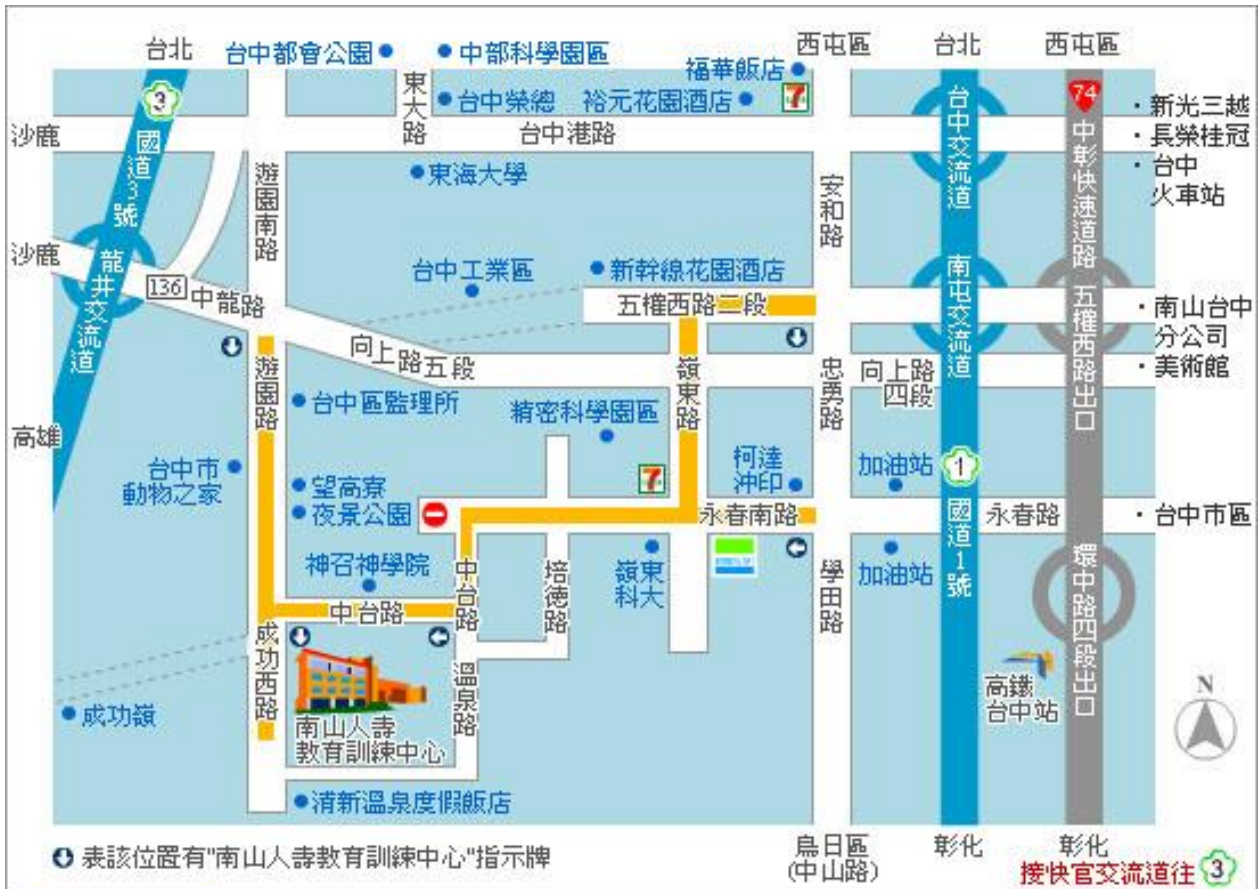 台北
台中都會公園
中部科學園區
西屯區
台北
西屯區
福華飯店
3
東大路
台中榮總
裕元花園酒店
7
74
新光三越
長榮桂冠
台中
火車站
沙鹿
台中港路
國道3號
遊園南路
東海大學
安和路
台中交流道
中彰快速道路
沙鹿
龍井交流道
136
中龍路
台中工業區
新幹線花園酒店
五權西路二段
南屯交流道
五權西路出口
南山台中
分公司
美術館
向上路五段
嶺東路
忠勇路
向上路
四段
遊園路
台中區監理所
精密科學園區
高雄
台中市
動物之家
望高寮
夜景公園
7
柯達
沖印
加油站
1
永春南路
國道1號
永春路
台中市區
神召神學院
中台路
培德路
嶺東
科大
學田路
加油站
環中路四段出口
中台路
成功西路
溫泉路
高鐵
台中站
N
成功嶺
南山人壽
教育訓練中心
清新溫泉度假飯店
表該位置有"南山人壽教育訓練中心"指示牌
烏日區
(中山路)
彰化
彰化
接快官交流道往 3